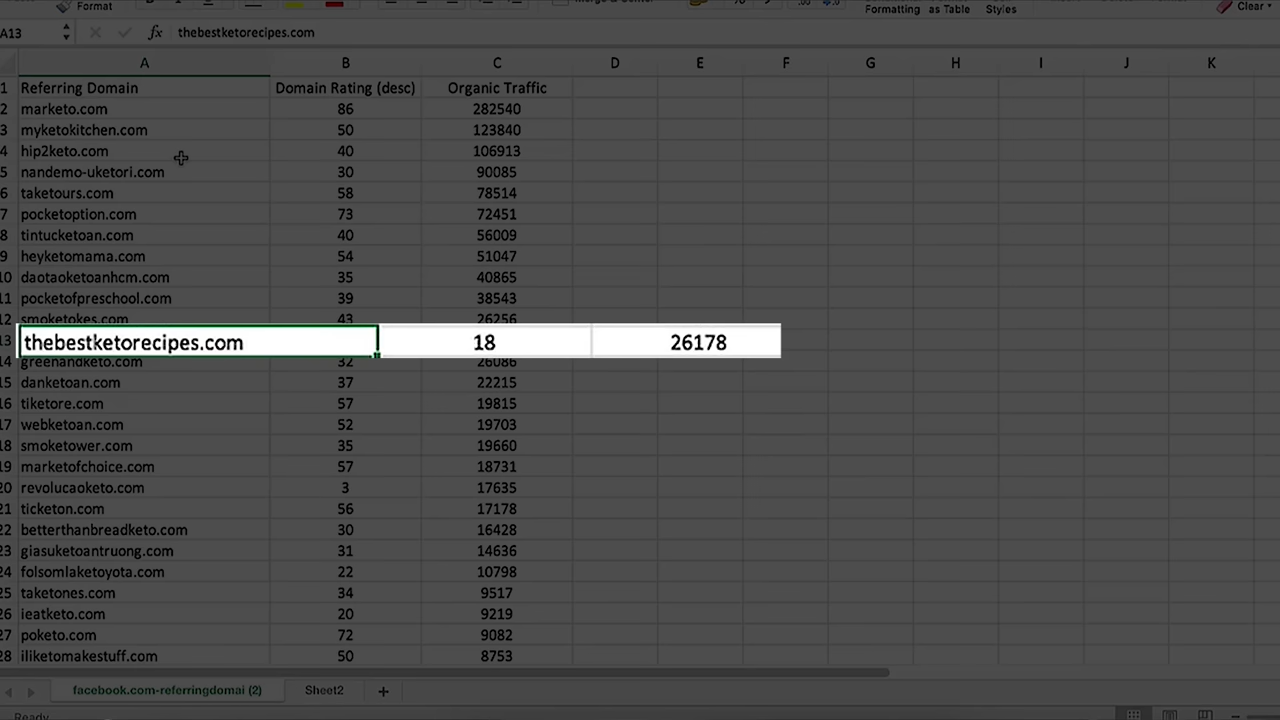 Format
Merge & Center
Formatting as Table Styles
Clear
A13 fx thebestketorecipes.com
A B C D E F G H I J K
1 Referring Domain Domain Rating (desc) Organic Traffic
2 marketo.com 86 282540
3 myketokitchen.com 50 123840
4 hip2keto.com 40 106913
5 nandemo-uketori.com 30 90085
6 taketours.com 58 78514
7 pocketoption.com 73 72451
8 tintucketoan.com 40 56009
9 heyketomama.com 54 51047
10 daotaoketoanhcm.com 35 40865
11 pocketofpreschool.com 39 38543
12 smoketokes.com 43 26256
13 thebestketorecipes.com 18 26178
14 greenandketo.com 32 26086
15 danketoan.com 37 22215
16 tiketore.com 57 19815
17 webketoan.com 52 19703
18 smoketower.com 35 19660
19 marketofchoice.com 57 18731
20 revolucaoketo.com 3 17635
21 ticketon.com 56 17178
22 betterthanbreadketo.com 30 16428
23 giasuketoantruong.com 31 14636
24 folsomlaketoyota.com 22 10798
25 taketones.com 34 9517
26 ieatketo.com 20 9219
27 poketo.com 72 9082
28 iliketomakestuff.com 50 8753
facebook.com-referringdomai (2) Sheet2
Ready